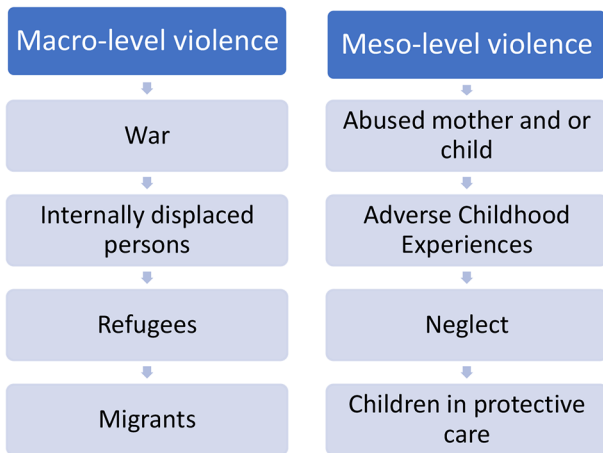 Macro-level violence
War
Internally displaced
persons
Refugees
Migrants
Meso-level violence
Abused mother and or
child
Adverse Childhood
Experiences
Neglect
Children in protective
care